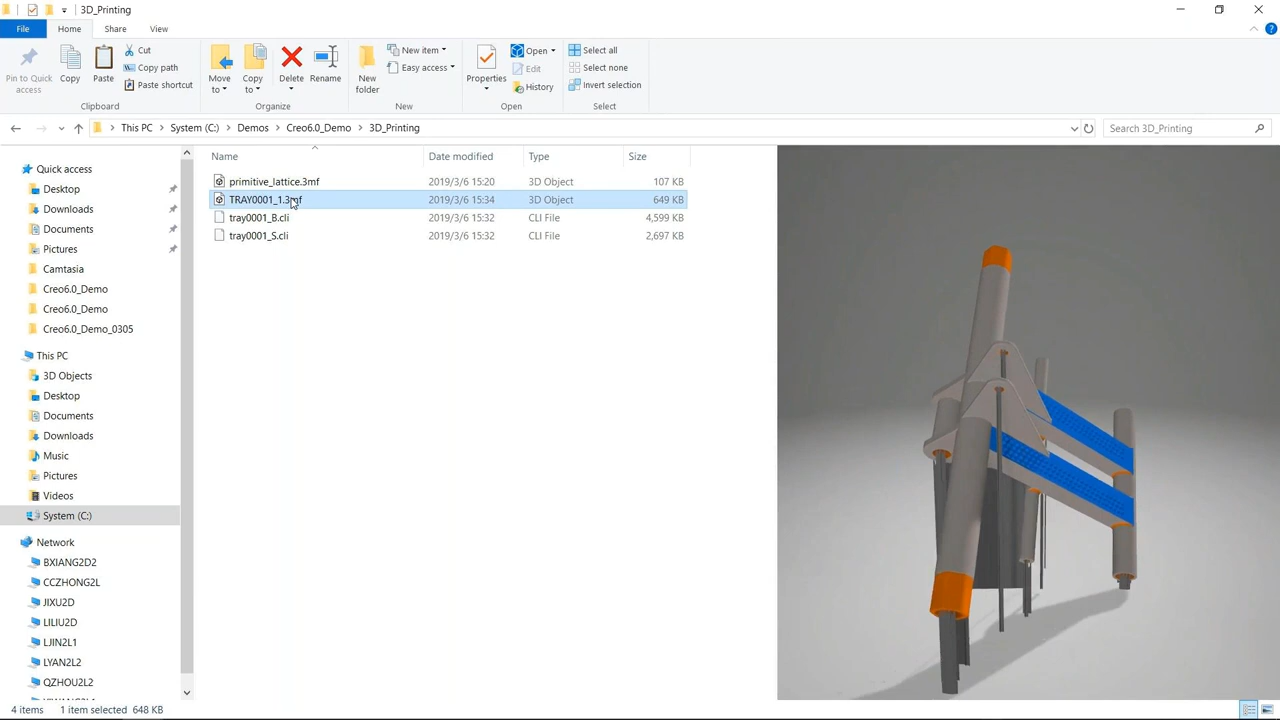 3D_Printing
File Home Share View
Pin to Quick access
Copy
Paste
Cut
Copy path
Paste shortcut
Clipboard
Move to
Copy to
Delete
Rename
Organize
New folder
New item
Easy access
New
Properties
Open
Edit
History
Open
Select all
Select none
Invert selection
Select
This PC System (C:) Demos Creo6.0_Demo 3D_Printing
Search 3D_Printing
Quick access
Desktop
Downloads
Documents
Pictures
Camtasia
Creo6.0_Demo
Creo6.0_Demo
Creo6.0_Demo_0305
This PC
3D Objects
Desktop
Documents
Downloads
Music
Pictures
Videos
System (C:)
Network
BXIANG2D2
CCZHONG2L
JIXU2D
LILIU2D
LJIN2L1
LYAN2L2
QZHOU2L2
Name Date modified Type Size
primitive_lattice.3mf 2019/3/6 15:20 3D Object 107 KB
TRAY0001_1.3mf 2019/3/6 15:34 3D Object 649 KB
tray0001_B.cli 2019/3/6 15:32 CLI File 4,599 KB
tray0001_S.cli 2019/3/6 15:32 CLI File 2,697 KB
4 items 1 item selected 648 KB